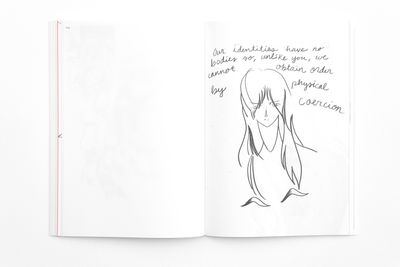 Our identities have no
bodies so, unlike you, we
cannot obtain order
by physical
coercion